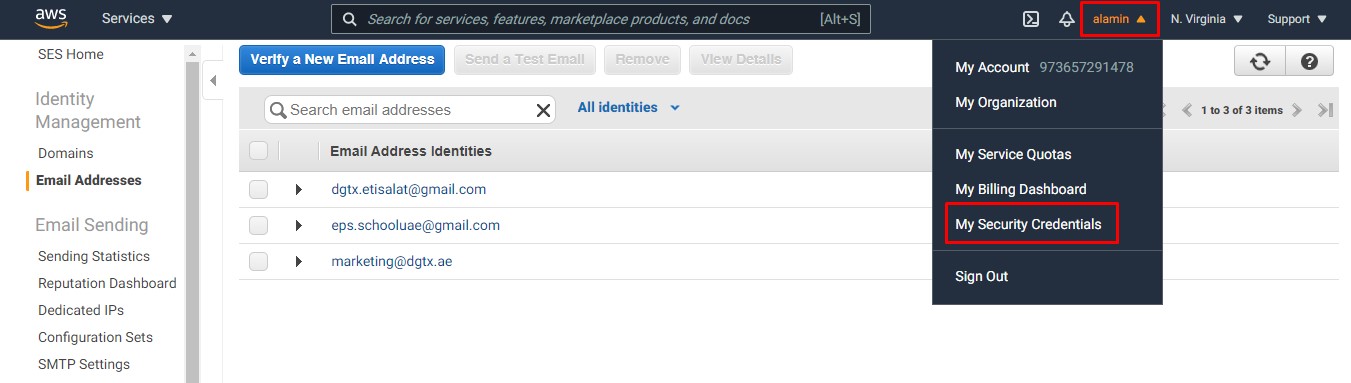 aws Services Search for services, features, marketplace products, and docs [Alt+S] alamin N. Virginia Support
SES Home
Identity Management
Domains
Email Addresses
Email Sending
Sending Statistics
Reputation Dashboard
Dedicated IPs
Configuration Sets
SMTP Settings
Verify a New Email Address Send a Test Email Remove View Details
Search email addresses All identities 1 to 3 of 3 items
Email Address Identities
dgtx.etisalat@gmail.com
eps.schooluae@gmail.com
marketing@dgtx.ae
My Account 973657291478
My Organization
My Service Quotas
My Billing Dashboard
My Security Credentials
Sign Out